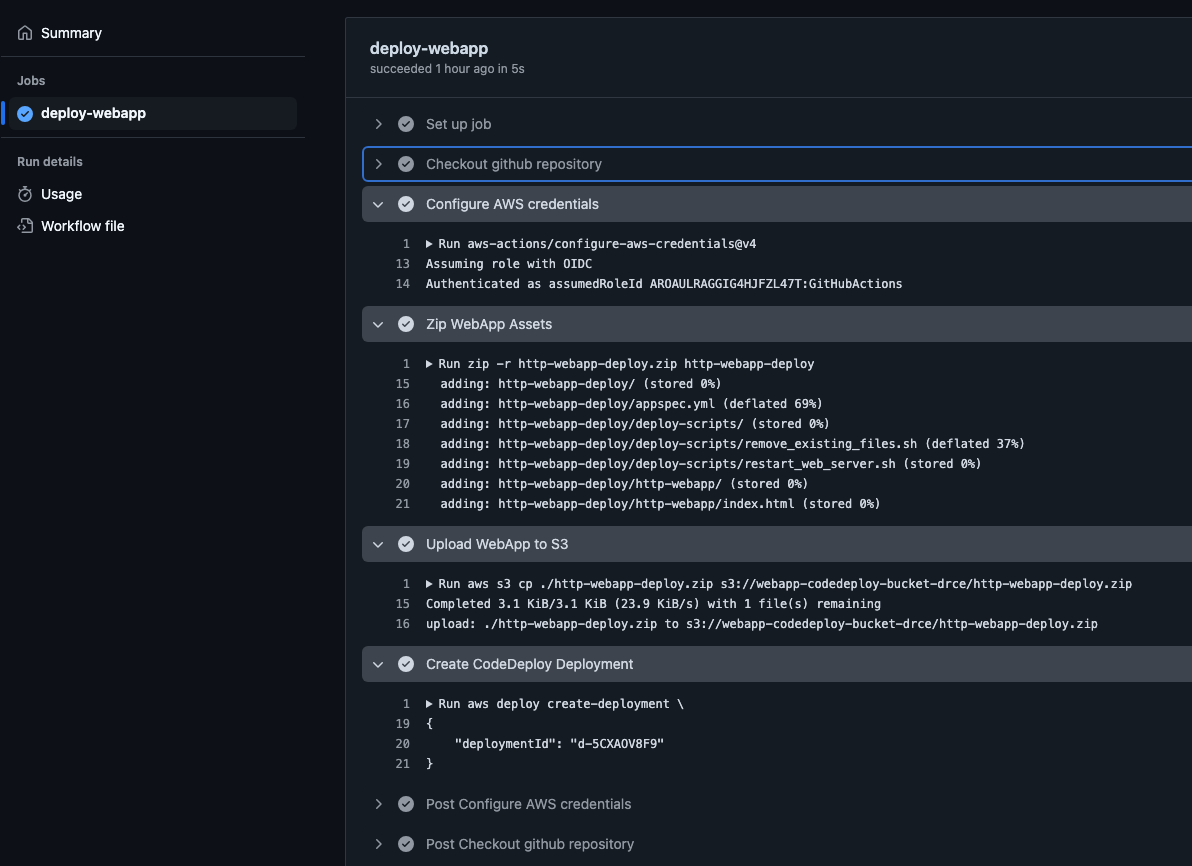 Summary
Jobs
deploy-webapp
Run details
Usage
Workflow file
deploy-webapp
succeeded 1 hour ago in 5s
Set up job
Checkout github repository
Configure AWS credentials
1 Run aws-actions/configure-aws-credentials@v4
13 Assuming role with OIDC
14 Authenticated as assumedRoleId AROAULRAGGIG4HJFZL47T:GitHubActions
Zip WebApp Assets
1 Run zip -r http-webapp-deploy.zip http-webapp-deploy
15 adding: http-webapp-deploy/ (stored 0%)
16 adding: http-webapp-deploy/appspec.yml (deflated 69%)
17 adding: http-webapp-deploy/deploy-scripts/ (stored 0%)
18 adding: http-webapp-deploy/deploy-scripts/remove_existing_files.sh (deflated 37%)
19 adding: http-webapp-deploy/deploy-scripts/restart_web_server.sh (stored 0%)
20 adding: http-webapp-deploy/http-webapp/ (stored 0%)
21 adding: http-webapp-deploy/http-webapp/index.html (stored 0%)
Upload WebApp to S3
1 Run aws s3 cp ./http-webapp-deploy.zip s3://webapp-codedeploy-bucket-drce/http-webapp-deploy.zip
15 Completed 3.1 KiB/3.1 KiB (23.9 KiB/s) with 1 file(s) remaining
16 upload: ./http-webapp-deploy.zip to s3://webapp-codedeploy-bucket-drce/http-webapp-deploy.zip
Create CodeDeploy Deployment
1 Run aws deploy create-deployment \
19 {
20 "deploymentId": "d-5CXAOV8F9"
21 }
Post Configure AWS credentials
Post Checkout github repository